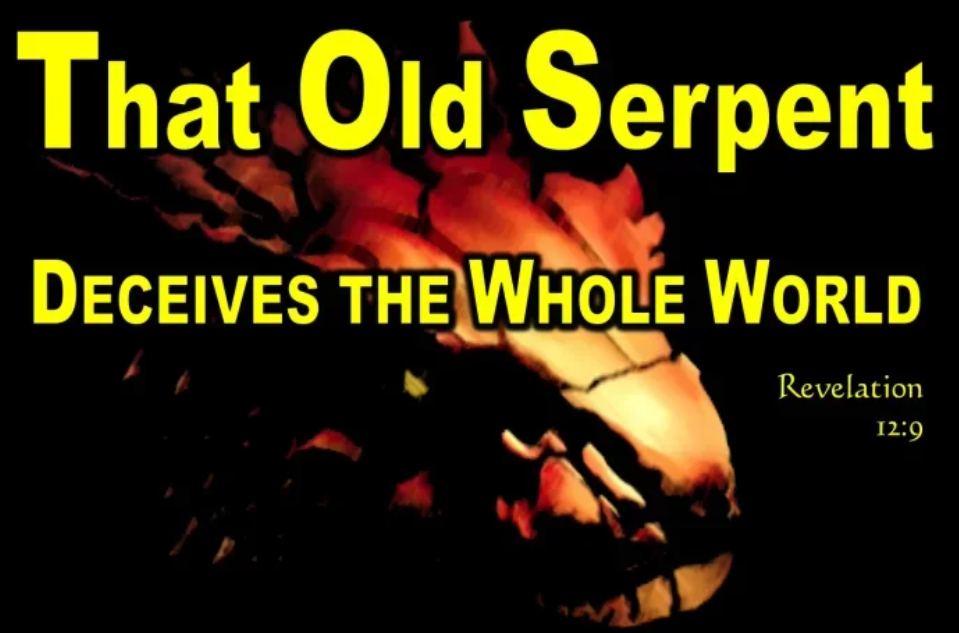 That Old Serpent
Deceives the Whole World
Revelation
12:9